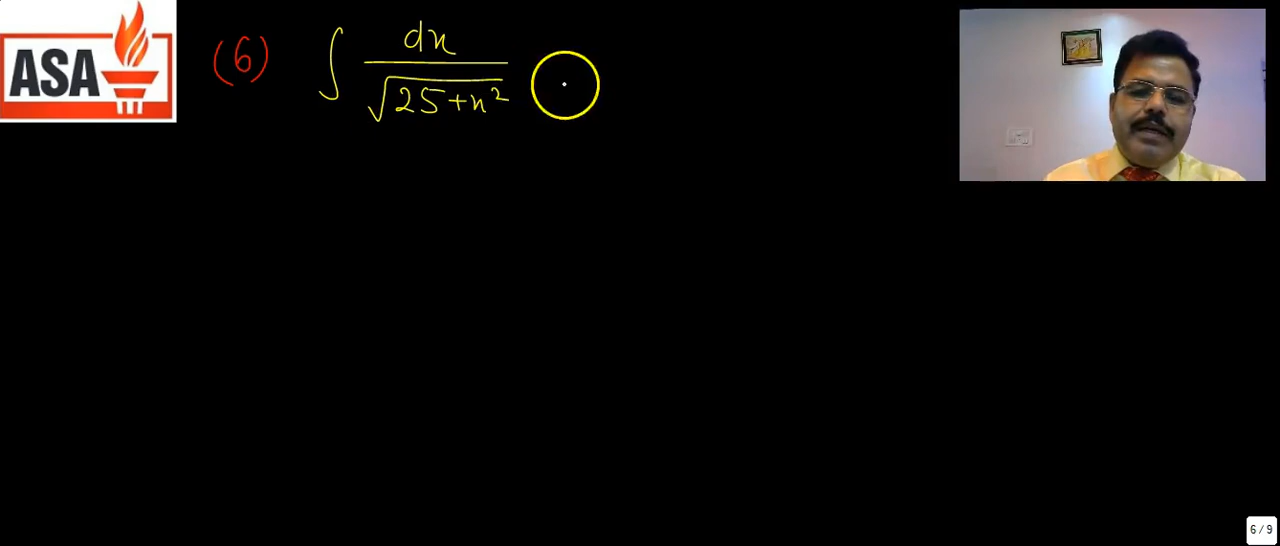 ASA
(6) ∫ dx / √25+x²
6/9